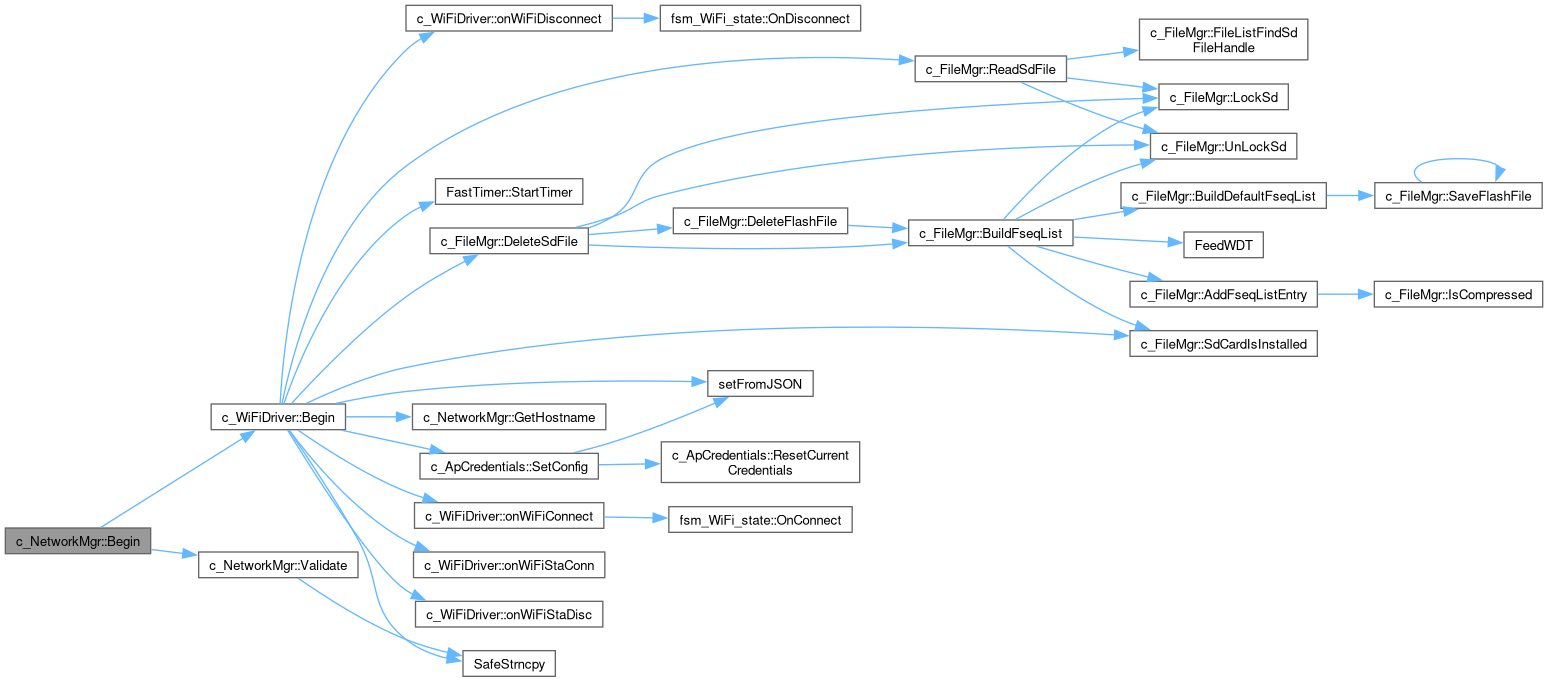 c_WiFiDriver::onWiFiDisconnect
fsm_WiFi_state::OnDisconnect
c_FileMgr::FileListFindSd
FileHandle
c_FileMgr::ReadSdFile
c_FileMgr::LockSd
c_FileMgr::UnLockSd
FastTimer::StartTimer
c_FileMgr::BuildDefaultFseqList
c_FileMgr::SaveFlashFile
c_FileMgr::DeleteFlashFile
c_FileMgr::DeleteSdFile
c_FileMgr::BuildFseqList
FeedWDT
c_FileMgr::AddFseqListEntry
c_FileMgr::IsCompressed
c_FileMgr::SdCardIsInstalled
setFromJSON
c_WiFiDriver::Begin
c_NetworkMgr::GetHostname
c_ApCredentials::SetConfig
c_ApCredentials::ResetCurrent
Credentials
c_WiFiDriver::onWiFiConnect
fsm_WiFi_state::OnConnect
c_NetworkMgr::Begin
c_NetworkMgr::Validate
c_WiFiDriver::onWiFiStaConn
c_WiFiDriver::onWiFiStaDisc
SafeStrncpy